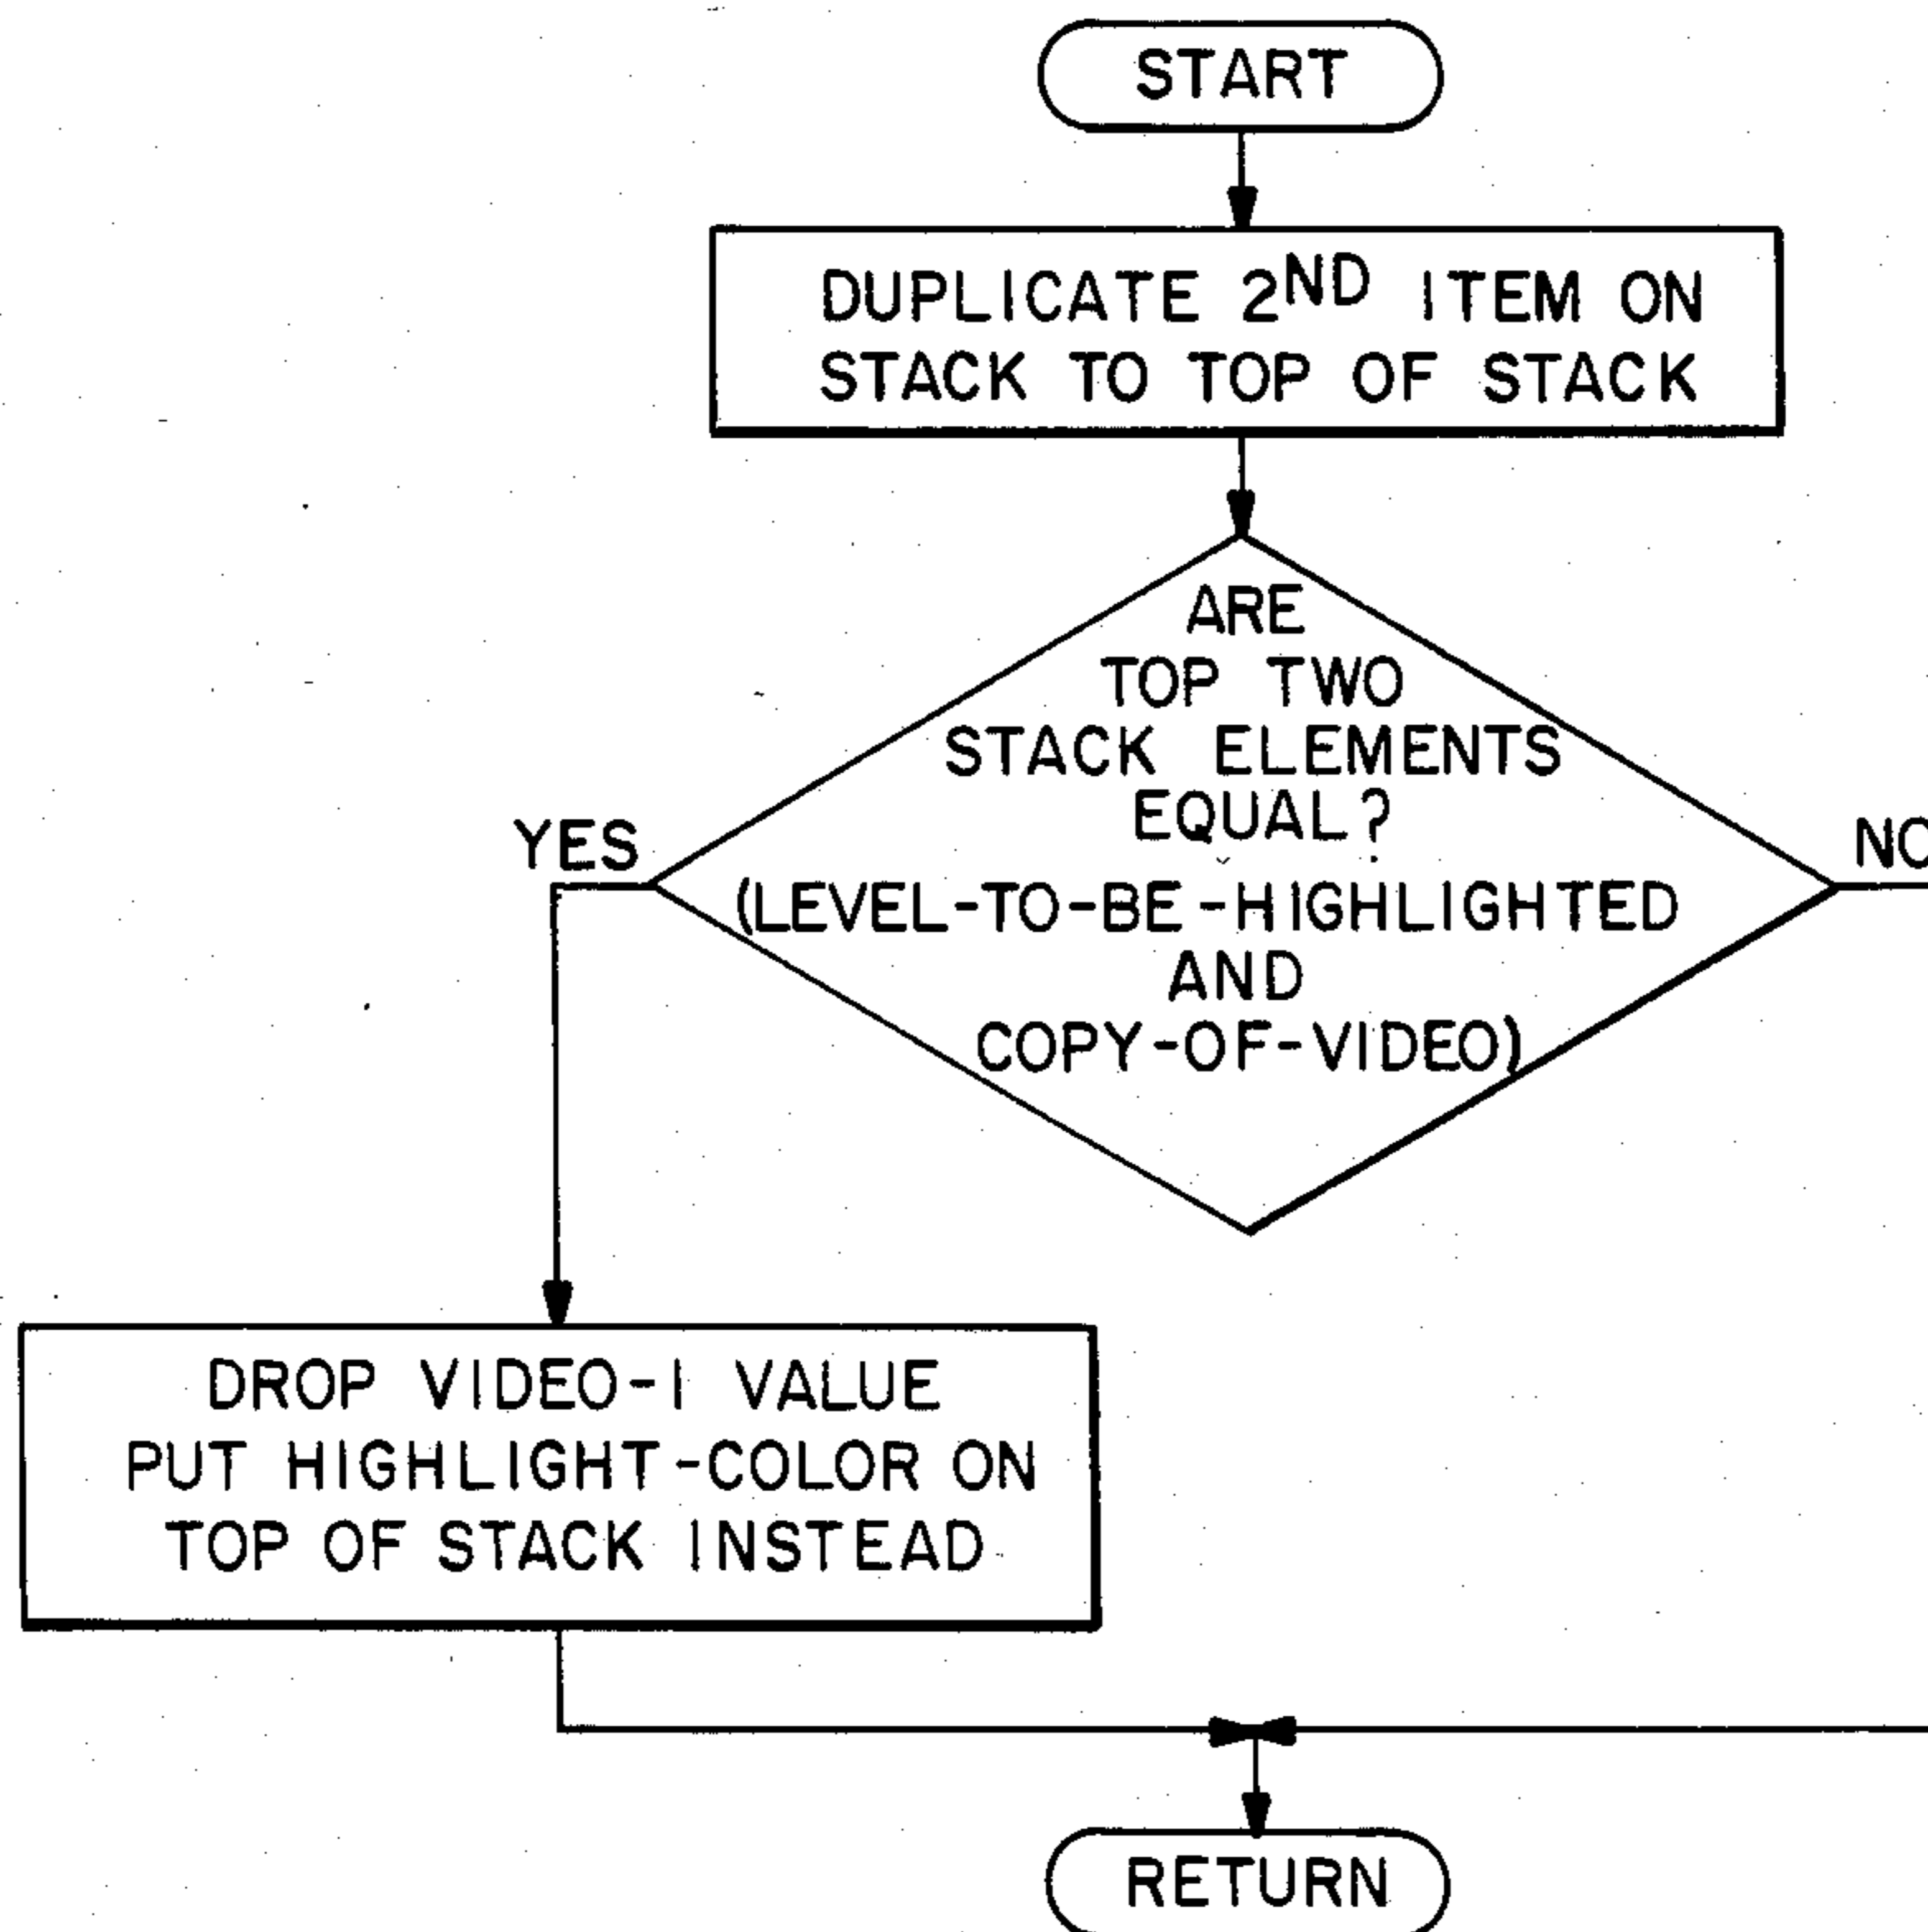 START
DUPLICATE 2ND ITEM ON
STACK TO TOP OF STACK
ARE
TOP TWO
STACK ELEMENTS
EQUAL?
YES
NO
(LEVEL-TO-BE-HIGHLIGHTED
AND
COPY-OF-VIDEO)
DROP VIDEO-1 VALUE
PUT HIGHLIGHT-COLOR ON
TOP OF STACK INSTEAD
RETURN